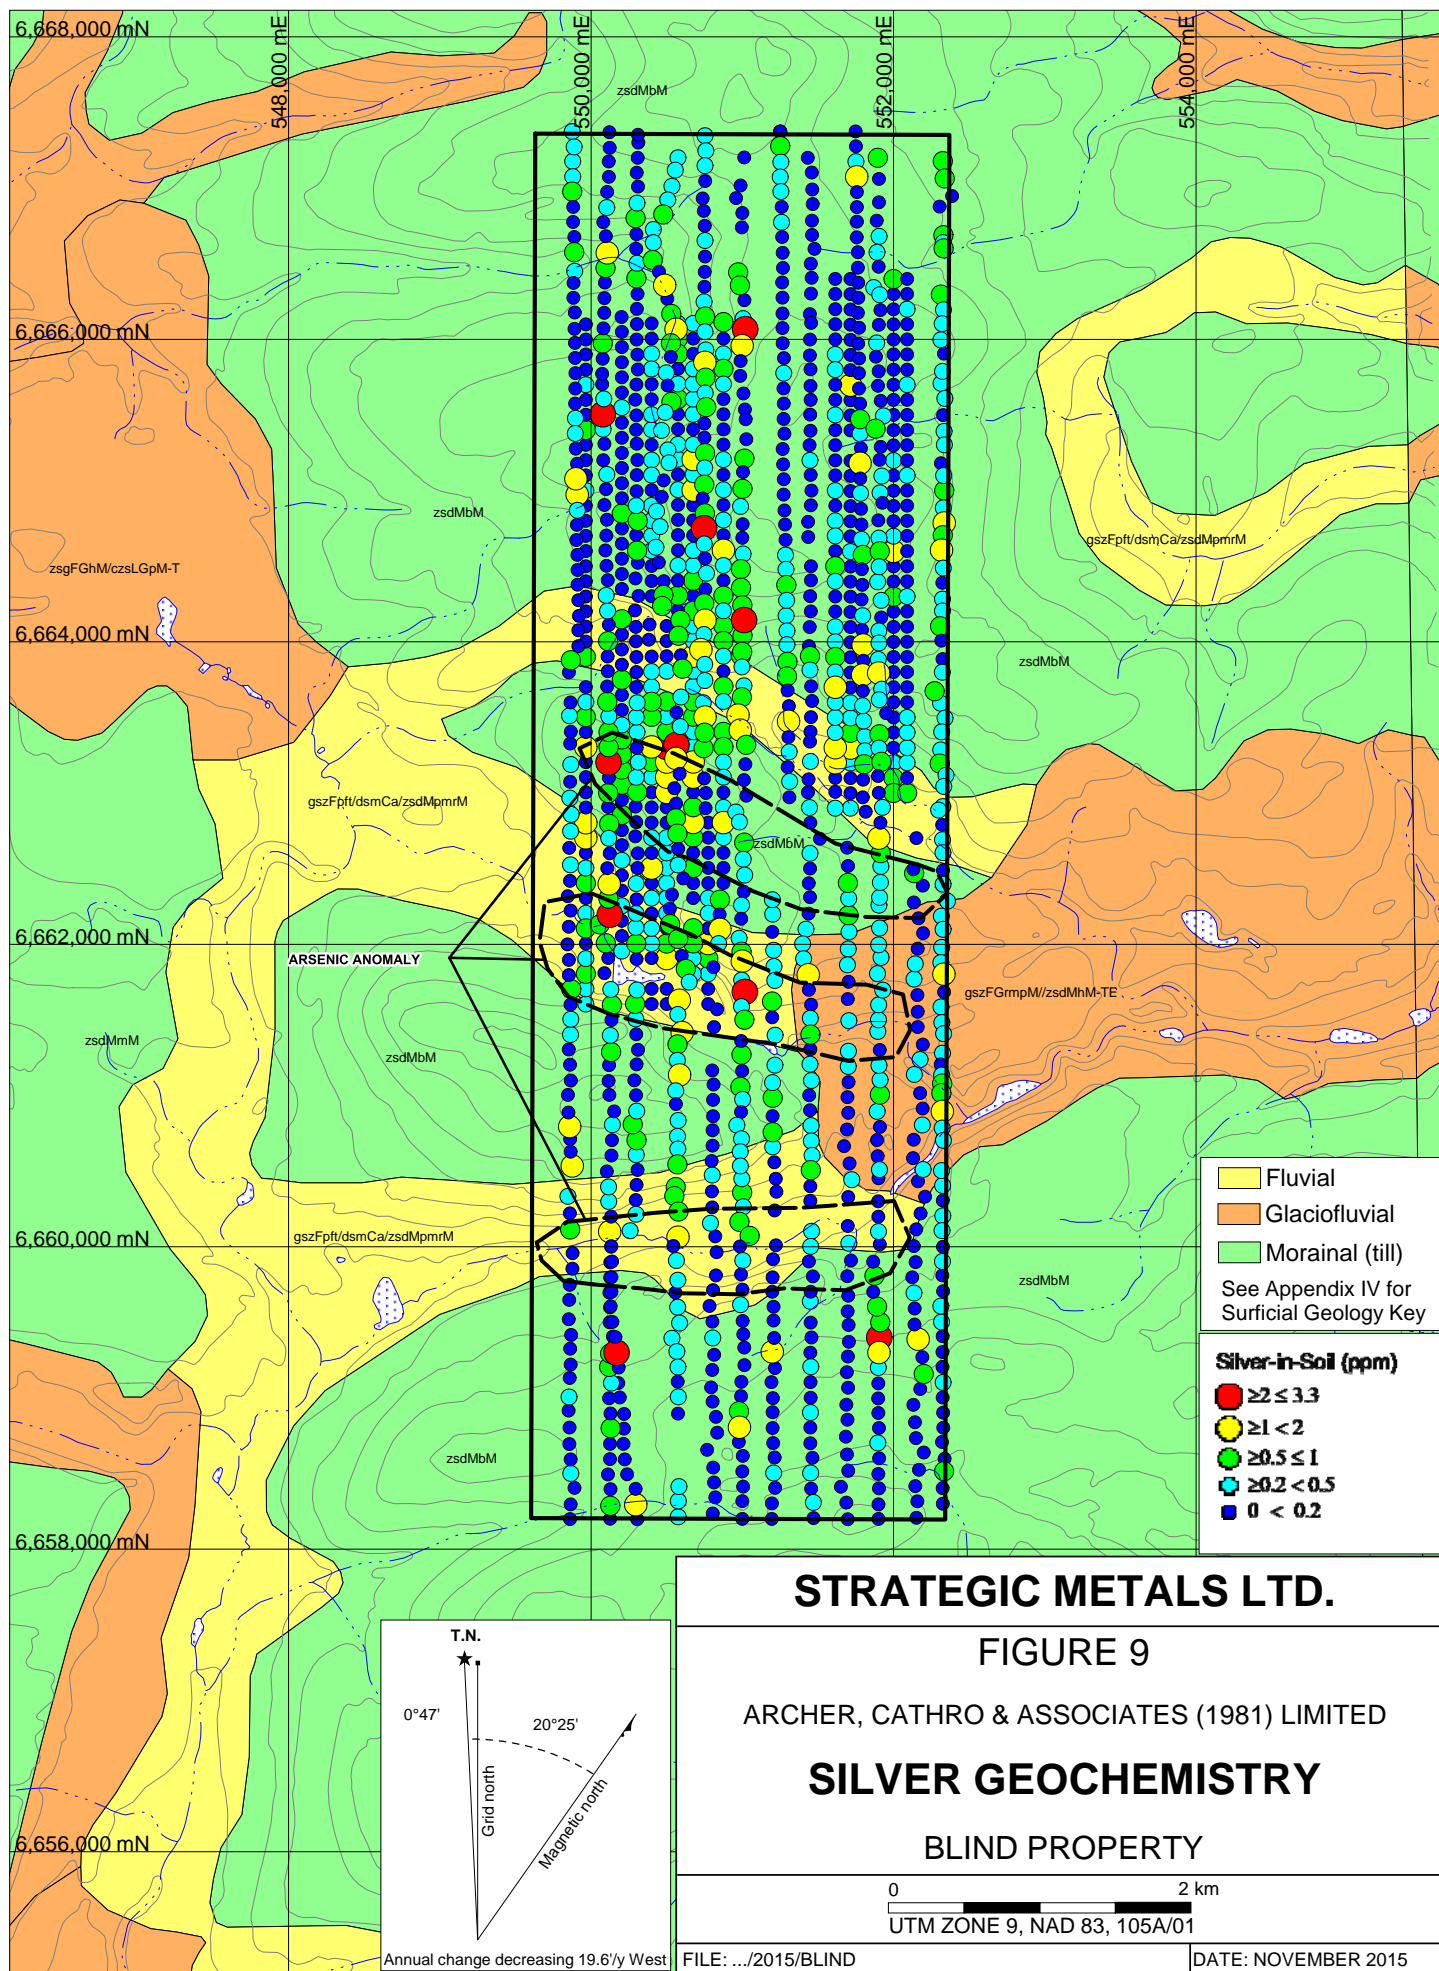 6,668,000 mN
548,000 mE
550,000 mE
552,000 mE
554,000 mE
zsdMbM
6,666,000 mN
zsdMbM
gszFpft/dsmCa/zsdMpmrM
zsgFGhM/czsLGpM-T
6,664,000 mN
zsdMbM
gszFpft/dsmCa/zsdMpmrM
zsdMbM
6,662,000 mN
ARSENIC ANOMALY
gszFGrmpM//zsdMhM-TE
zsdMmM
zsdMbM
6,660,000 mN
gszFpft/dsmCa/zsdMpmrM
zsdMbM
zsdMbM
6,658,000 mN
6,656,000 mN
Fluvial
Glaciofluvial
Morainal (till)
See Appendix IV for
Surficial Geology Key
Silver-in-Soil (ppm)
≥2 ≤ 3.3
≥1 < 2
≥0.5 ≤ 1
≥0.2 < 0.5
0 < 0.2
T.N.
0°47'
20°25'
Grid north
Magnetic north
Annual change decreasing 19.6'/y West
STRATEGIC METALS LTD.
FIGURE 9
ARCHER, CATHRO & ASSOCIATES (1981) LIMITED
SILVER GEOCHEMISTRY
BLIND PROPERTY
0 2 km
UTM ZONE 9, NAD 83, 105A/01
FILE: .../2015/BLIND
DATE: NOVEMBER 2015